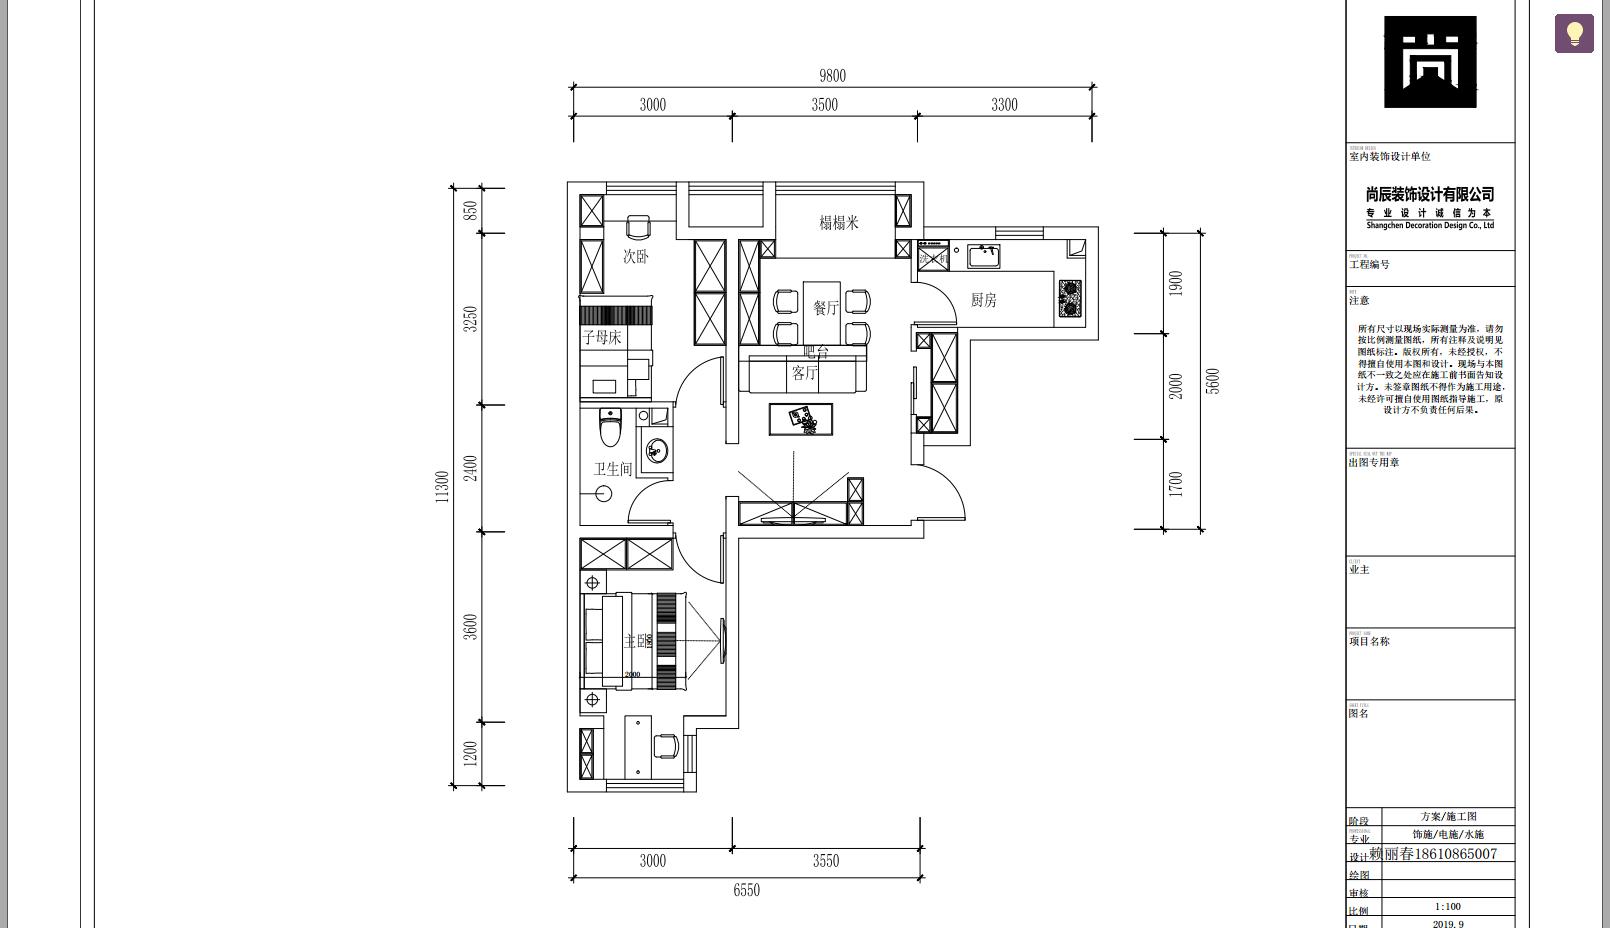 9800
3000
3500
3300
850
3250
2400
3600
1200
11300
1900
2000
1700
5600
3000
3550
6550
榻榻米
次卧
洗衣机
厨房
餐厅
子母床
吧台
客厅
卫生间
主卧
1800
2000
室内装饰设计单位
尚辰装饰设计有限公司
专业设计诚信为本
Shangchen Decoration Design Co., Ltd
工程编号
注意
所有尺寸以现场实际测量为准，请勿
按比例测量图纸，所有注释及说明见
图纸标注。版权所有，未经授权，不
得擅自使用本图和设计。现场与本图
纸不一致之处应在施工前书面告知设
计方。未签章图纸不得作为施工用途，
未经许可擅自使用图纸指导施工，原
设计方不负责任何后果。
出图专用章
业主
项目名称
图名
阶段 方案/施工图
专业 饰施/电施/水施
设计 赖丽春18610865007
绘图
审核
比例 1:100
日期 2019.9